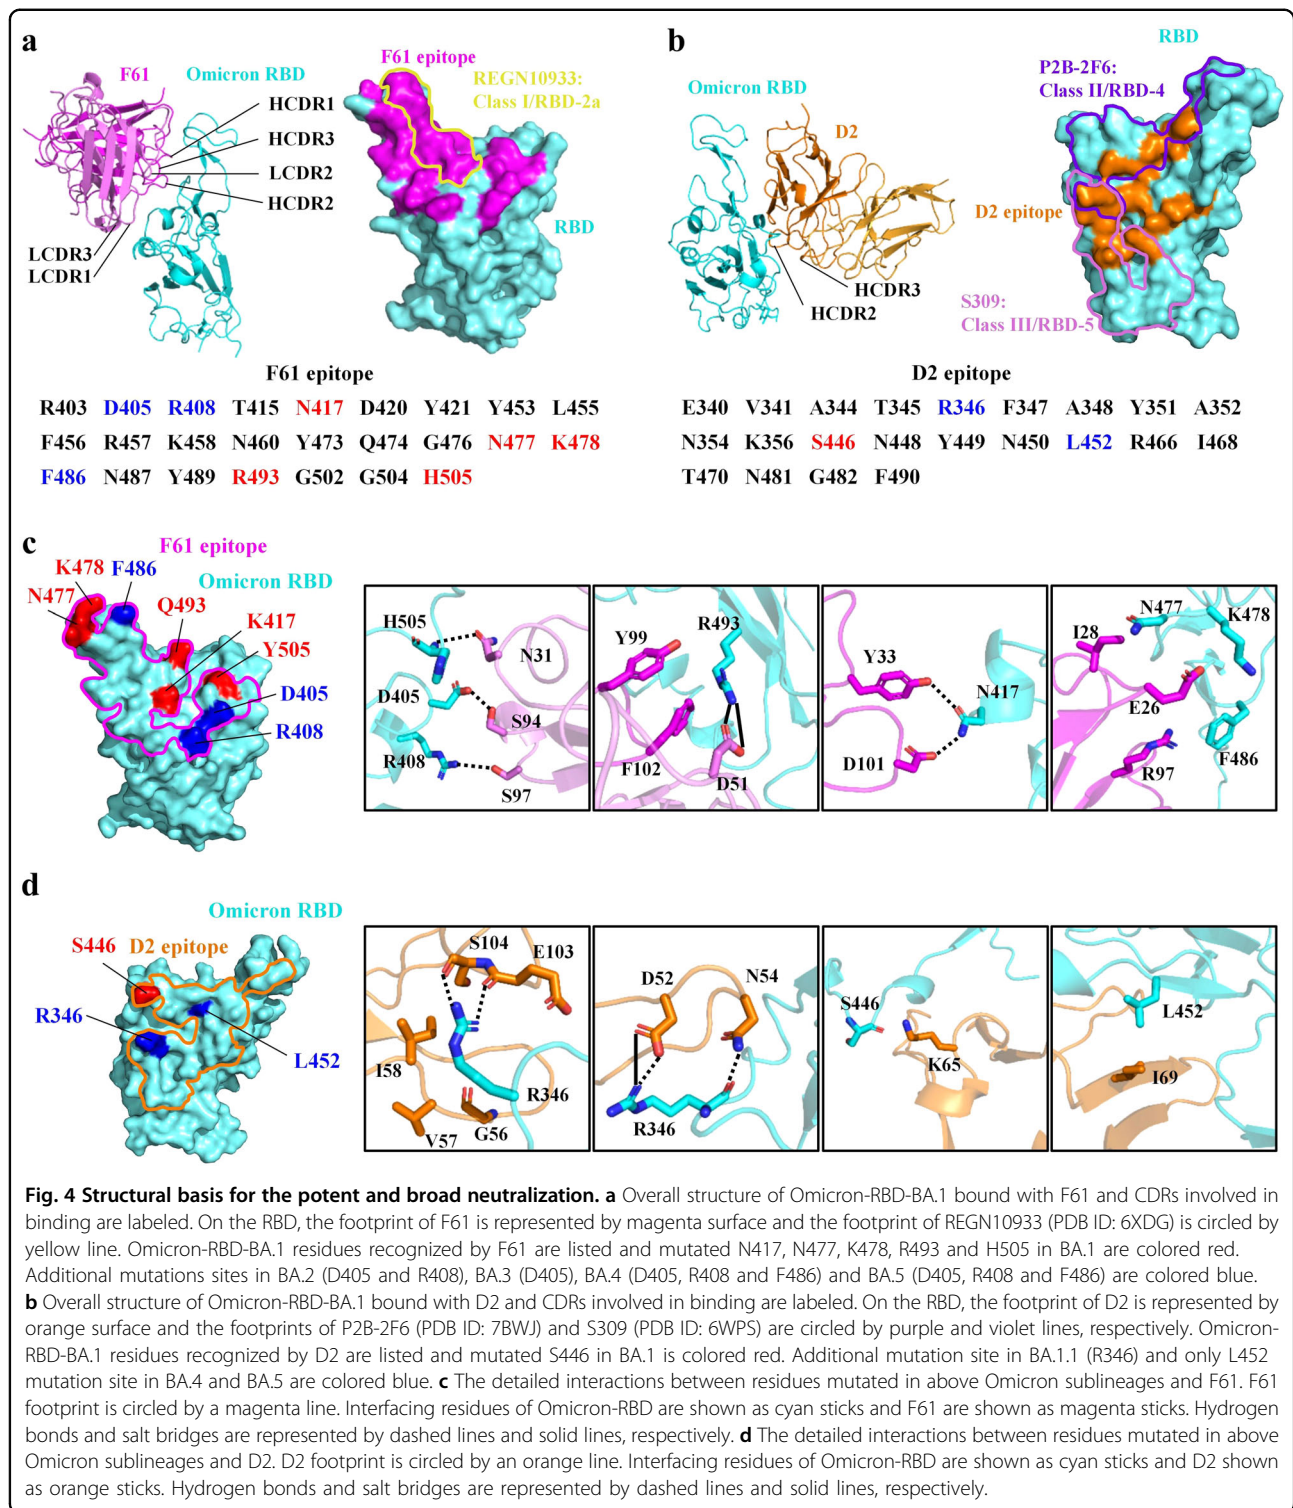 a
F61
Omicron RBD
HCDR1
HCDR3
LCDR2
HCDR2
LCDR3
LCDR1
F61 epitope
REGN10933:
Class I/RBD-2a
RBD
b
Omicron RBD
D2
HCDR3
HCDR2
RBD
P2B-2F6:
Class II/RBD-4
D2 epitope
S309:
Class III/RBD-5
F61 epitope
R403 D405 R408 T415 N417 D420 Y421 Y453 L455
F456 R457 K458 N460 Y473 Q474 G476 N477 K478
F486 N487 Y489 R493 G502 G504 H505
D2 epitope
E340 V341 A344 T345 R346 F347 A348 Y351 A352
N354 K356 S446 N448 Y449 N450 L452 R466 I468
T470 N481 G482 F490
c
F61 epitope
K478 F486 Omicron RBD
N477
Q493
K417
Y505
D405
R408
H505
N31
D405
S94
R408
S97
Y99
R493
F102
D51
Y33
N417
D101
N477
K478
I28
E26
R97
F486
d
Omicron RBD
S446 D2 epitope
R346
L452
S104
E103
I58
R346
V57
G56
D52
N54
R346
S446
K65
L452
I69
Fig. 4 Structural basis for the potent and broad neutralization. a Overall structure of Omicron-RBD-BA.1 bound with F61 and CDRs involved in
binding are labeled. On the RBD, the footprint of F61 is represented by magenta surface and the footprint of REGN10933 (PDB ID: 6XDG) is circled by
yellow line. Omicron-RBD-BA.1 residues recognized by F61 are listed and mutated N417, N477, K478, R493 and H505 in BA.1 are colored red.
Additional mutations sites in BA.2 (D405 and R408), BA.3 (D405), BA.4 (D405, R408 and F486) and BA.5 (D405, R408 and F486) are colored blue.
b Overall structure of Omicron-RBD-BA.1 bound with D2 and CDRs involved in binding are labeled. On the RBD, the footprint of D2 is represented by
orange surface and the footprints of P2B-2F6 (PDB ID: 7BWJ) and S309 (PDB ID: 6WPS) are circled by purple and violet lines, respectively. Omicron-
RBD-BA.1 residues recognized by D2 are listed and mutated S446 in BA.1 is colored red. Additional mutation site in BA.1.1 (R346) and only L452
mutation site in BA.4 and BA.5 are colored blue. c The detailed interactions between residues mutated in above Omicron sublineages and F61. F61
footprint is circled by a magenta line. Interfacing residues of Omicron-RBD are shown as cyan sticks and F61 are shown as magenta sticks. Hydrogen
bonds and salt bridges are represented by dashed lines and solid lines, respectively. d The detailed interactions between residues mutated in above
Omicron sublineages and D2. D2 footprint is circled by an orange line. Interfacing residues of Omicron-RBD are shown as cyan sticks and D2 shown
as orange sticks. Hydrogen bonds and salt bridges are represented by dashed lines and solid lines, respectively.